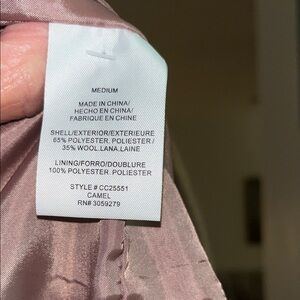 MEDIUM
MADE IN CHINA/
HECHO EN CHINA/
FABRIQUE EN CHINE
SHELL/EXTERIOR/EXTERIEURE
65% POLYESTER, POLIESTER /
35% WOOL.LANA.LAINE
LINING/FORRO/DOUBLURE
100% POLYESTER. POLIESTER
STYLE # CC25551
CAMEL
RN# 3059279